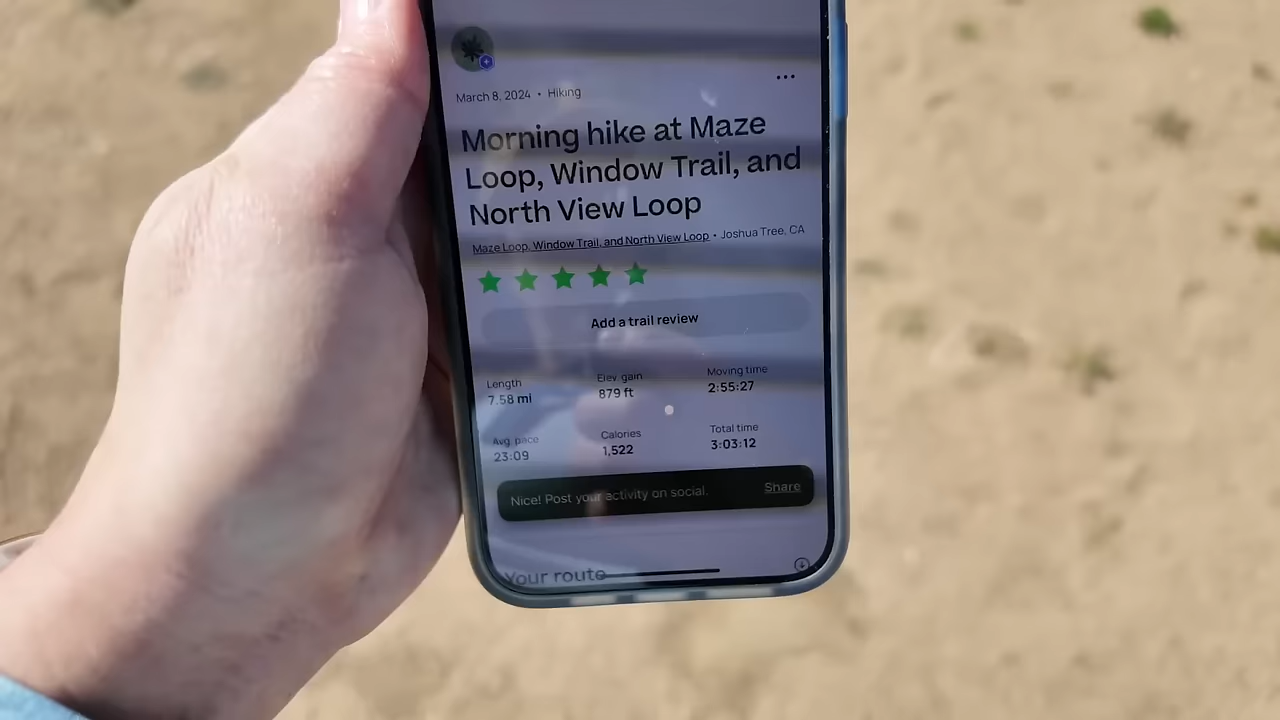 March 8, 2024 • Hiking
Morning hike at Maze
Loop, Window Trail, and
North View Loop
Maze Loop, Window Trail, and North View Loop • Joshua Tree, CA
Add a trail review
Length Elev. gain Moving time
7.58 mi 879 ft 2:55:27
Avg. pace Calories Total time
23:09 1,522 3:03:12
Nice! Post your activity on social. Share
Your route